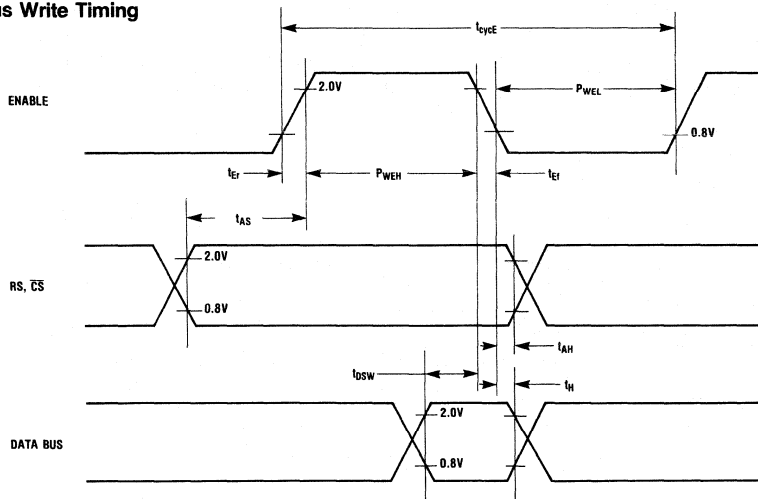 us Write Timing
tcycE
ENABLE
2.0V
PWEL
0.8V
tEr
PWEH
tEf
tAS
RS, C̅S̅
2.0V
0.8V
tAH
tDSW
tH
DATA BUS
2.0V
0.8V